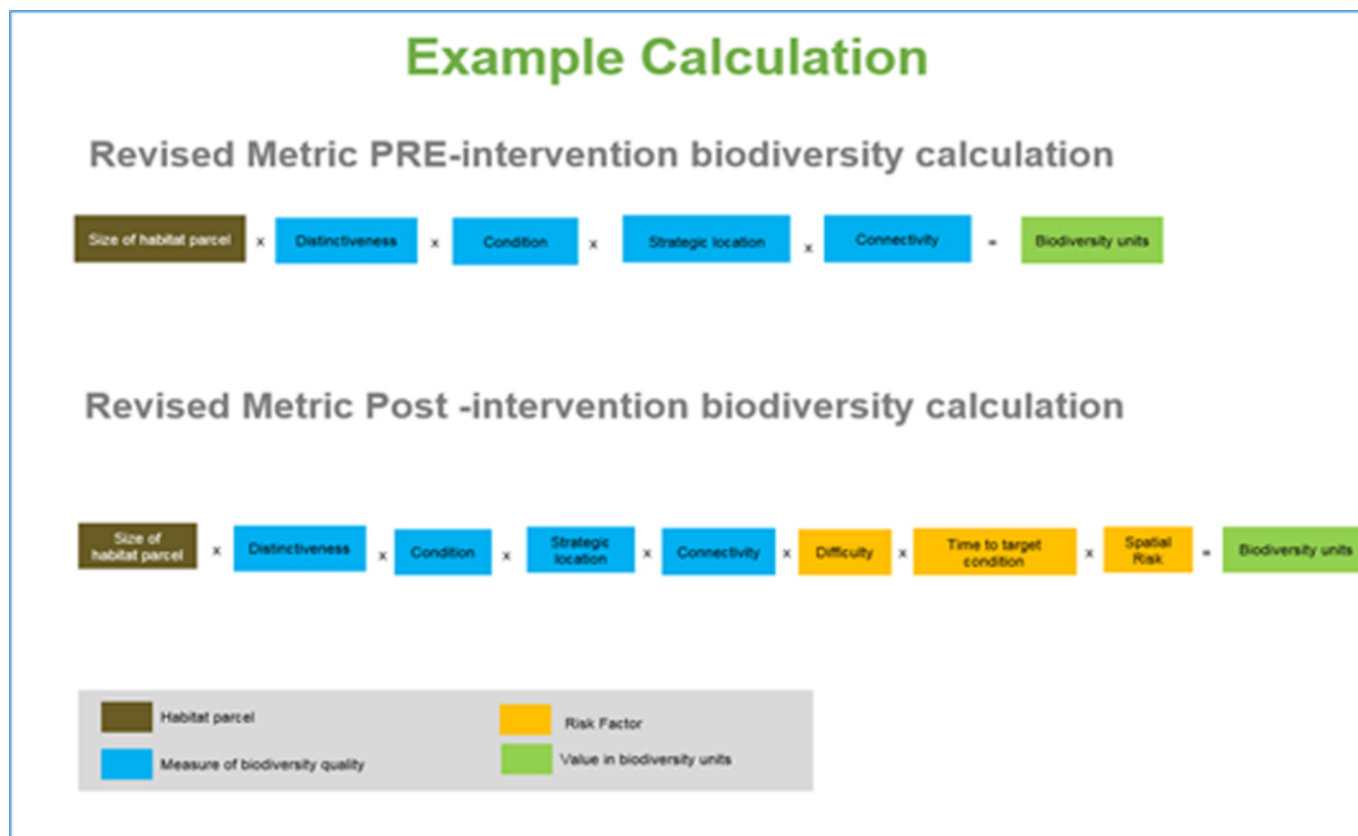 Example Calculation
Revised Metric PRE-intervention biodiversity calculation
Size of habitat parcel x Distinctiveness x Condition x Strategic location x Connectivity = Biodiversity units
Revised Metric Post -intervention biodiversity calculation
Size of habitat parcel x Distinctiveness x Condition x Strategic location x Connectivity x Difficulty x Time to target condition x Spatial Risk = Biodiversity units
Habitat parcel
Risk Factor
Measure of biodiversity quality
Value in biodiversity units